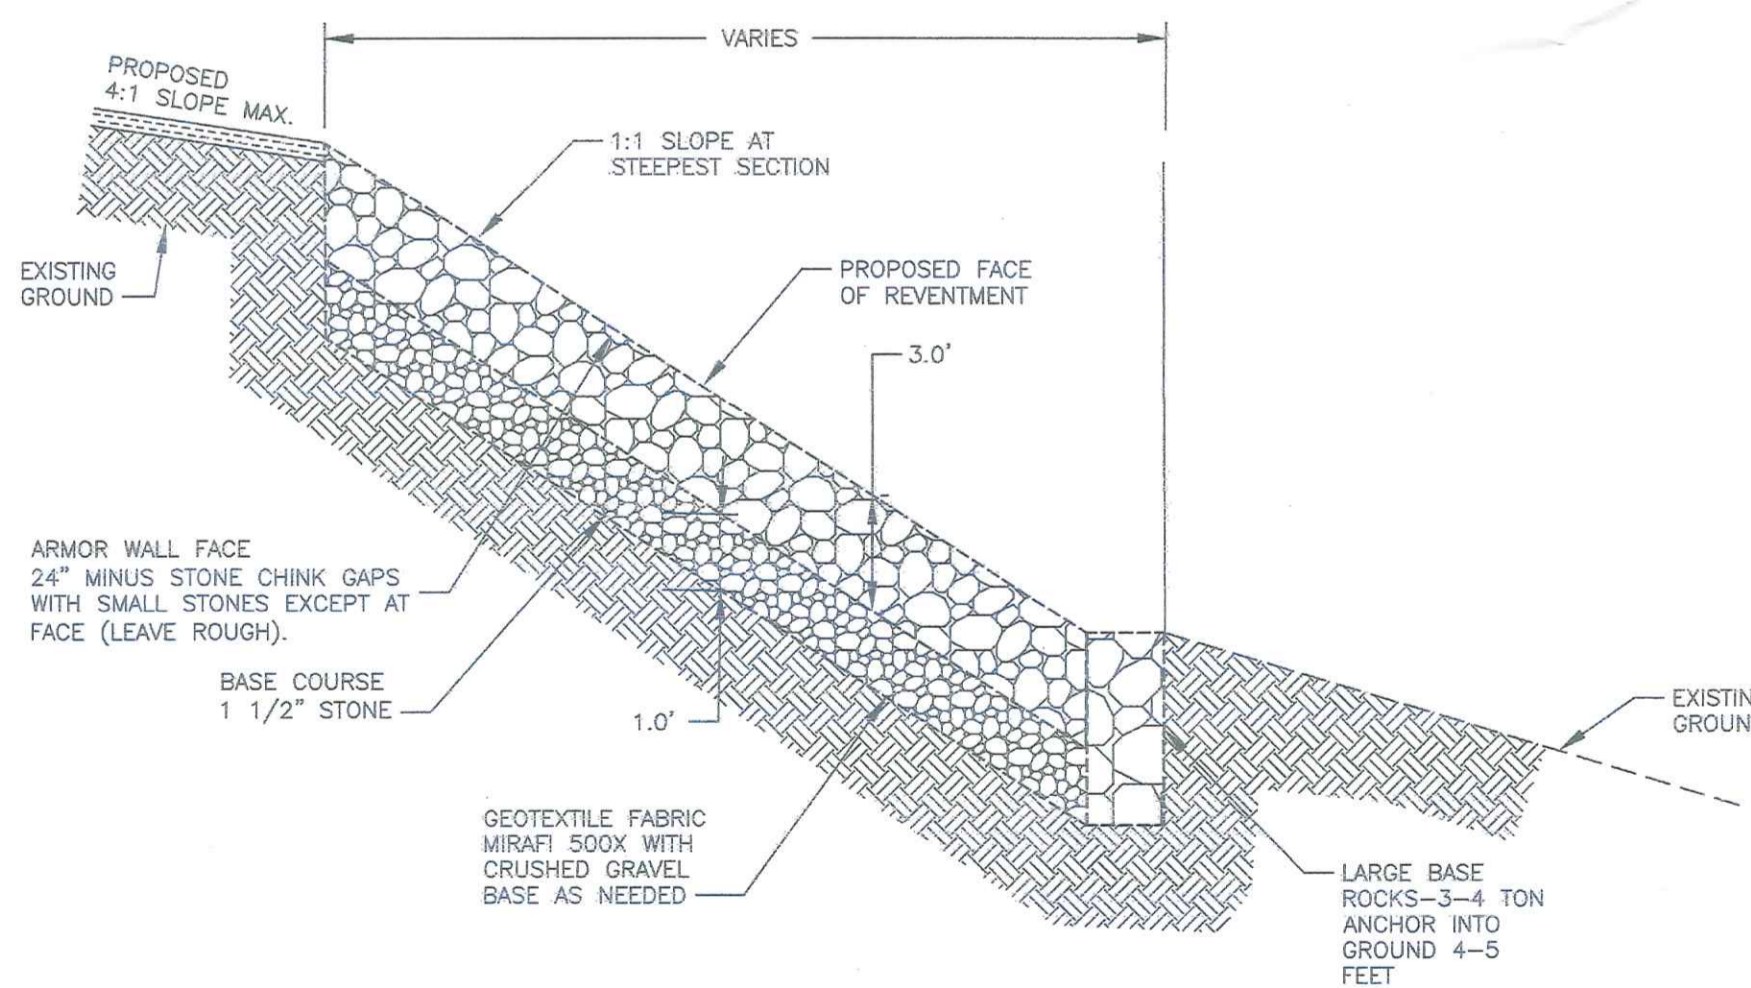 VARIES
PROPOSED
4:1 SLOPE MAX.
1:1 SLOPE AT
STEEPEST SECTION
EXISTING
GROUND
PROPOSED FACE
OF REVENTMENT
3.0'
ARMOR WALL FACE
24" MINUS STONE CHINK GAPS
WITH SMALL STONES EXCEPT AT
FACE (LEAVE ROUGH).
BASE COURSE
1 1/2" STONE
1.0'
EXISTIN
GROUN
GEOTEXTILE FABRIC
MIRAFI 500X WITH
CRUSHED GRAVEL
BASE AS NEEDED
LARGE BASE
ROCKS-3-4 TON
ANCHOR INTO
GROUND 4-5
FEET